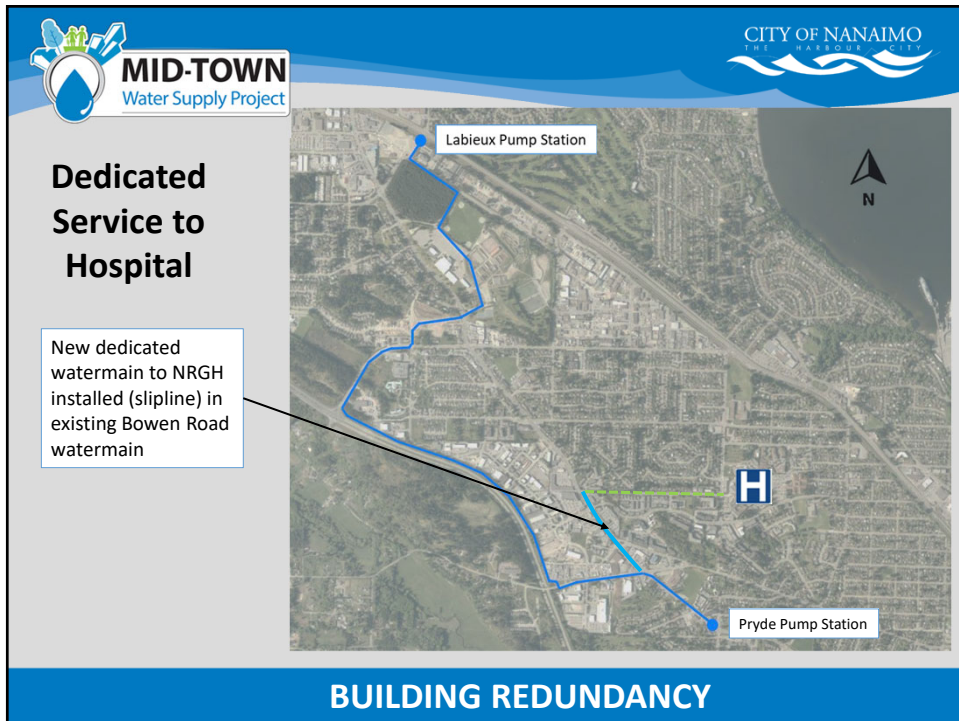 MID-TOWN
Water Supply Project
CITY OF NANAIMO
THE HARBOUR CITY
Dedicated
Service to
Hospital
Labieux Pump Station
N
New dedicated
watermain to NRGH
installed (slipline) in
existing Bowen Road
watermain
H
Pryde Pump Station
BUILDING REDUNDANCY